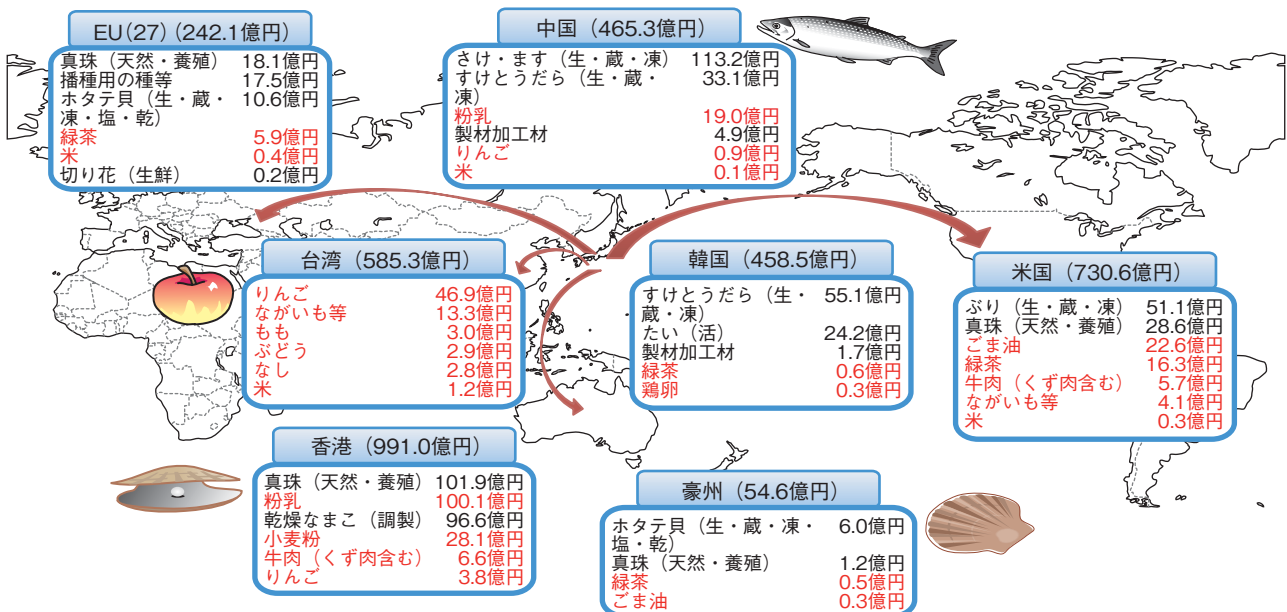 EU(27)(242.1億円)
真珠（天然・養殖） 18.1億円
播種用の種等 17.5億円
ホタテ貝（生・蔵・ 10.6億円
凍・塩・乾）
緑茶 5.9億円
米 0.4億円
切り花（生鮮） 0.2億円
中国（465.3億円）
さけ・ます（生・蔵・凍） 113.2億円
すけとうだら（生・蔵・ 33.1億円
凍）
粉乳 19.0億円
製材加工材 4.9億円
りんご 0.9億円
米 0.1億円
台湾（585.3億円）
りんご 46.9億円
ながいも等 13.3億円
もも 3.0億円
ぶどう 2.9億円
なし 2.8億円
米 1.2億円
韓国（458.5億円）
すけとうだら（生・ 55.1億円
蔵・凍）
たい（活） 24.2億円
製材加工材 1.7億円
緑茶 0.6億円
鶏卵 0.3億円
米国（730.6億円）
ぶり（生・蔵・凍） 51.1億円
真珠（天然・養殖） 28.6億円
ごま油 22.6億円
緑茶 16.3億円
牛肉（くず肉含む） 5.7億円
ながいも等 4.1億円
米 0.3億円
香港（991.0億円）
真珠（天然・養殖） 101.9億円
粉乳 100.1億円
乾燥なまこ（調製） 96.6億円
小麦粉 28.1億円
牛肉（くず肉含む） 6.6億円
りんご 3.8億円
豪州（54.6億円）
ホタテ貝（生・蔵・凍・ 6.0億円
塩・乾）
真珠（天然・養殖） 1.2億円
緑茶 0.5億円
ごま油 0.3億円